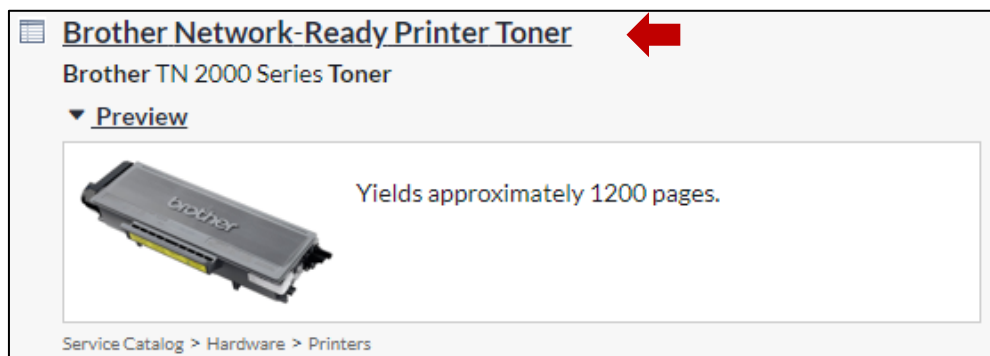 Brother Network-Ready Printer Toner
Brother TN 2000 Series Toner
Preview
brother
Yields approximately 1200 pages.
Service Catalog > Hardware > Printers